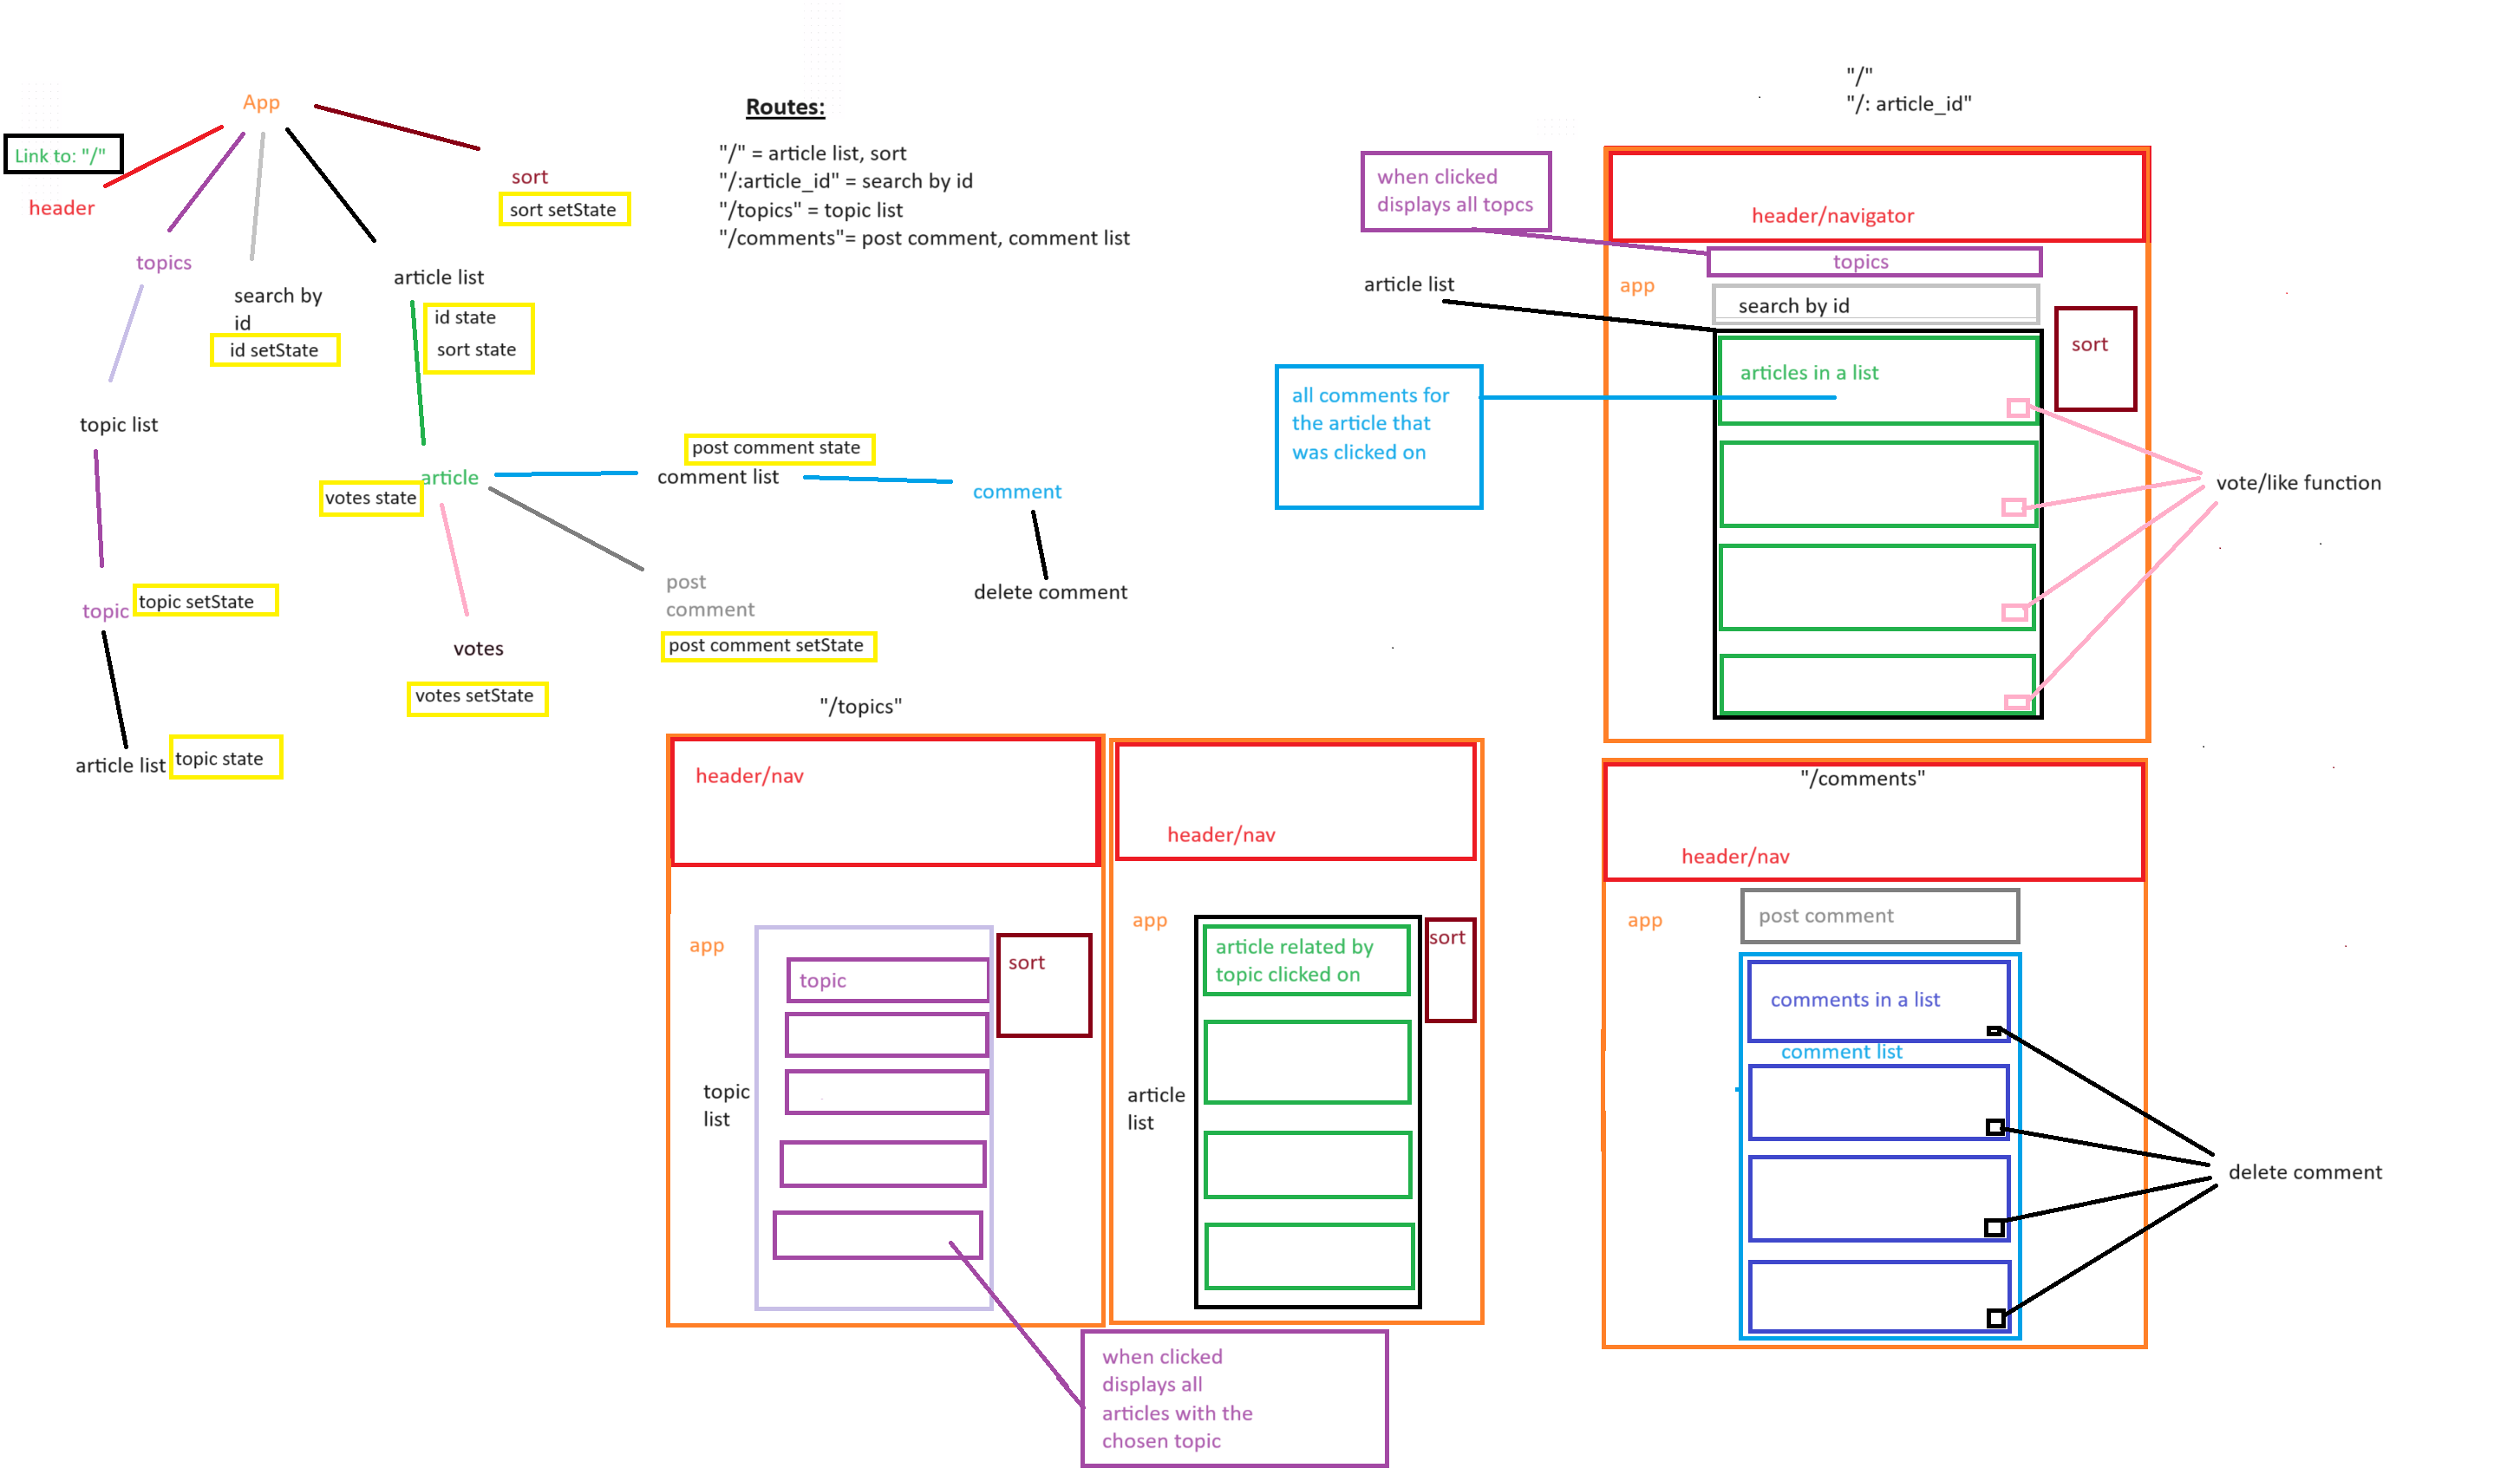 App
Link to: "/"
header
sort
sort setState
topics
search by
id
id setState
article list
id state
sort state
topic list
article
votes state
post comment state
comment list
comment
delete comment
topic
topic setState
post
comment
post comment setState
votes
votes setState
article list
topic state
Routes:
"/" = article list, sort
"/:article_id" = search by id
"/topics" = topic list
"/comments"= post comment, comment list
"/"
"/: article_id"
when clicked
displays all topcs
header/navigator
topics
article list
app
search by id
sort
articles in a list
all comments for
the article that
was clicked on
vote/like function
"/topics"
header/nav
app
topic
sort
topic
list
header/nav
app
article related by
topic clicked on
sort
article
list
when clicked
displays all
articles with the
chosen topic
"/comments"
header/nav
app
post comment
comments in a list
comment list
delete comment